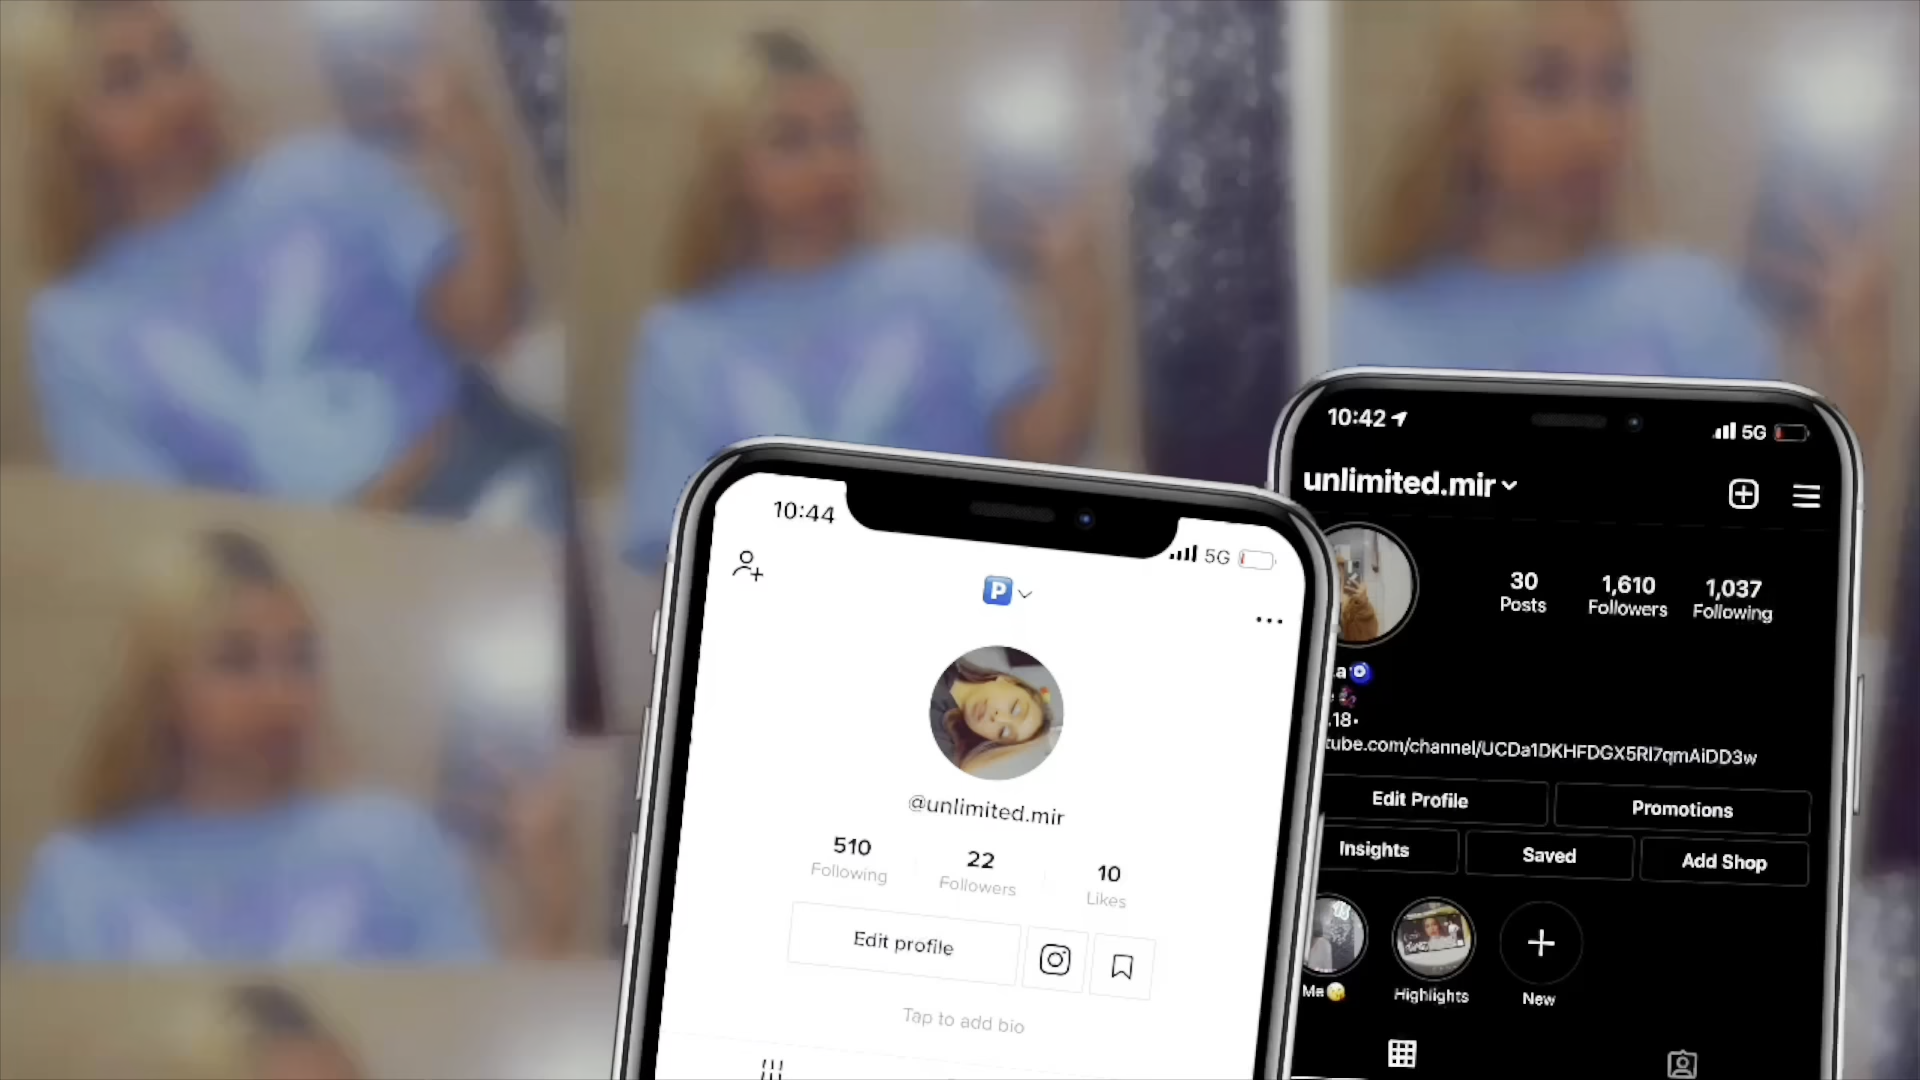 10:44
5G
🅿️
@unlimited.mir
510
Following
22
Followers
10
Likes
Edit profile
Tap to add bio
10:42
5G
unlimited.mir
30
Posts
1,610
Followers
1,037
Following
.18•
tube.com/channel/UCDa1DKHFDGX5Rl7qmAiDD3w
Edit Profile
Promotions
Insights
Saved
Add Shop
Me
Highlights
New